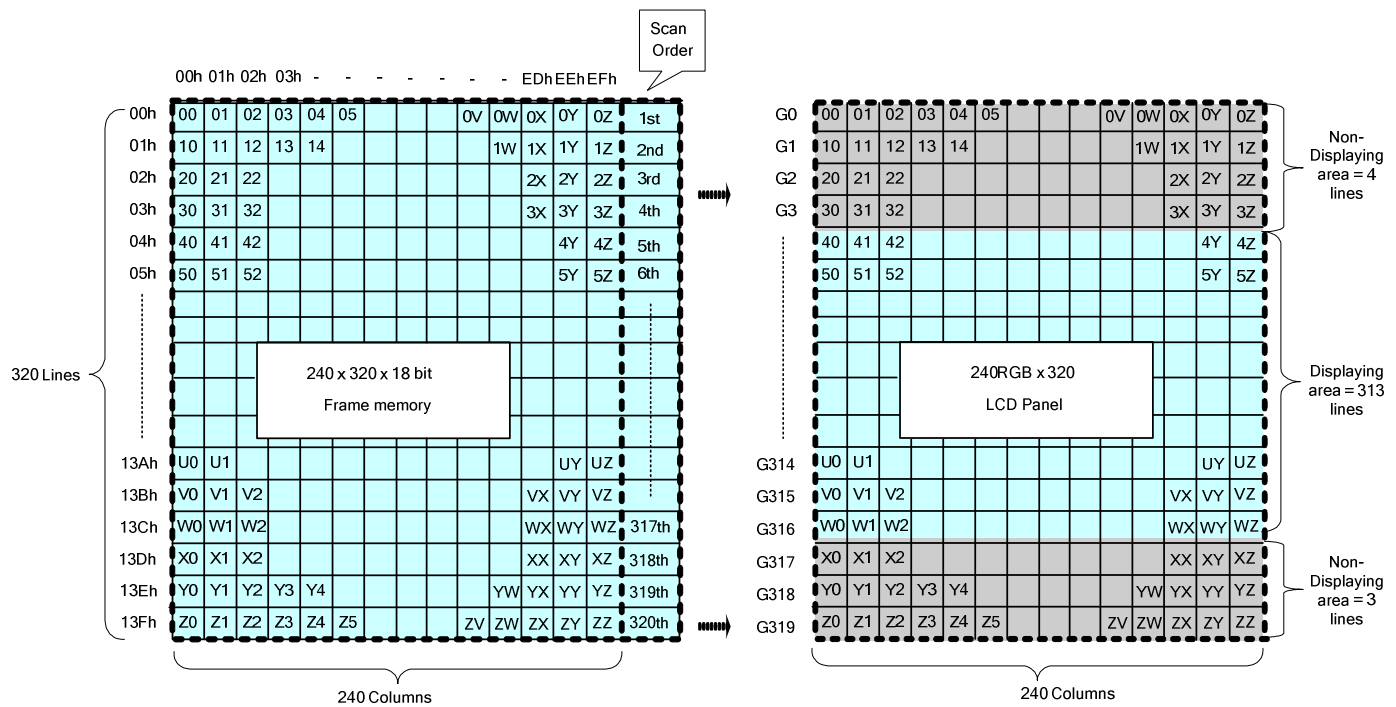 Scan
Order
00h 01h 02h 03h - - - - - - - EDh EEh EFh
00h 00 01 02 03 04 05 0V 0W 0X 0Y 0Z 1st
01h 10 11 12 13 14 1W 1X 1Y 1Z 2nd
02h 20 21 22 2X 2Y 2Z 3rd
03h 30 31 32 3X 3Y 3Z 4th
04h 40 41 42 4Y 4Z 5th
05h 50 51 52 5Y 5Z 6th
320 Lines
240 x 320 x 18 bit
Frame memory
13Ah U0 U1 UY UZ
13Bh V0 V1 V2 VX VY VZ
13Ch W0 W1 W2 WX WY WZ 317th
13Dh X0 X1 X2 XX XY XZ 318th
13Eh Y0 Y1 Y2 Y3 Y4 YW YX YY YZ 319th
13Fh Z0 Z1 Z2 Z3 Z4 Z5 ZV ZW ZX ZY ZZ 320th
240 Columns
G0 00 01 02 03 04 05 0V 0W 0X 0Y 0Z
G1 10 11 12 13 14 1W 1X 1Y 1Z
G2 20 21 22 2X 2Y 2Z
G3 30 31 32 3X 3Y 3Z
40 41 42 4Y 4Z
50 51 52 5Y 5Z
Non-
Displaying
area = 4
lines
240RGB x 320
LCD Panel
Displaying
area = 313
lines
G314 U0 U1 UY UZ
G315 V0 V1 V2 VX VY VZ
G316 W0 W1 W2 WX WY WZ
G317 X0 X1 X2 XX XY XZ
G318 Y0 Y1 Y2 Y3 Y4 YW YX YY YZ
G319 Z0 Z1 Z2 Z3 Z4 Z5 ZV ZW ZX ZY ZZ
Non-
Displaying
area = 3
lines
240 Columns